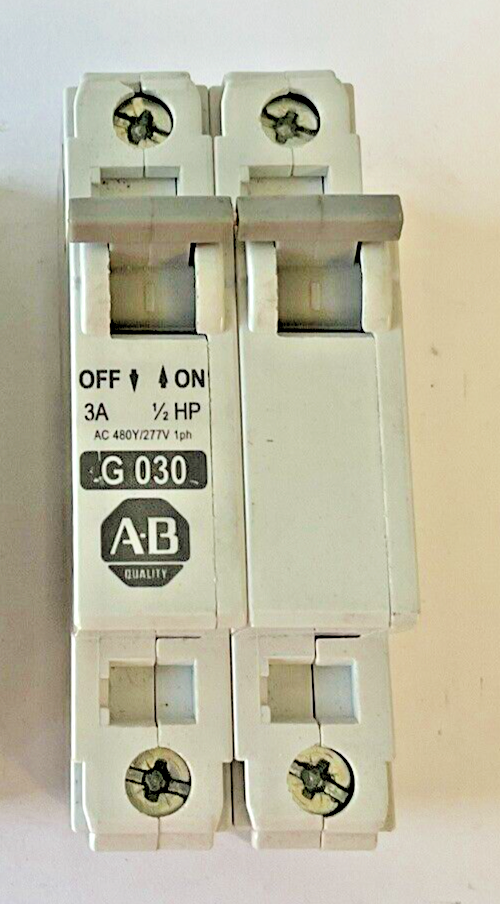 OFF ON
3A ½ HP
AC 480Y/277V 1ph
G 030
A·B
QUALITY